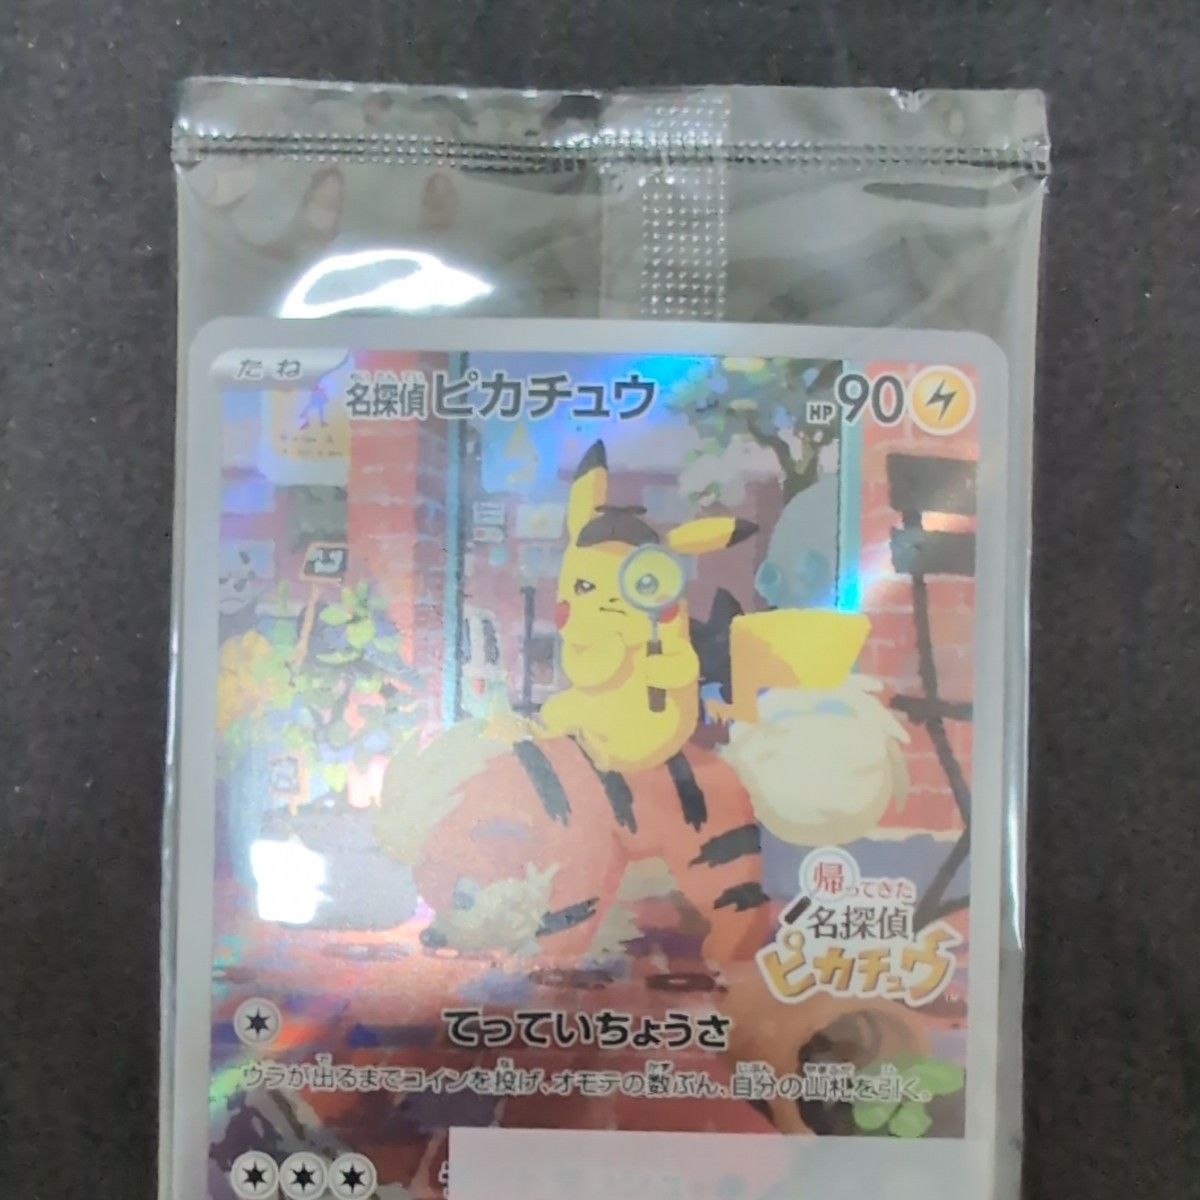 たね
名探偵ピカチュウ HP90
帰ってきた
名探偵
ピカチュウ
てっていちょうさ
ウラが出るまでコインを投げ、オモテの数ぶん、自分の山札を引く。